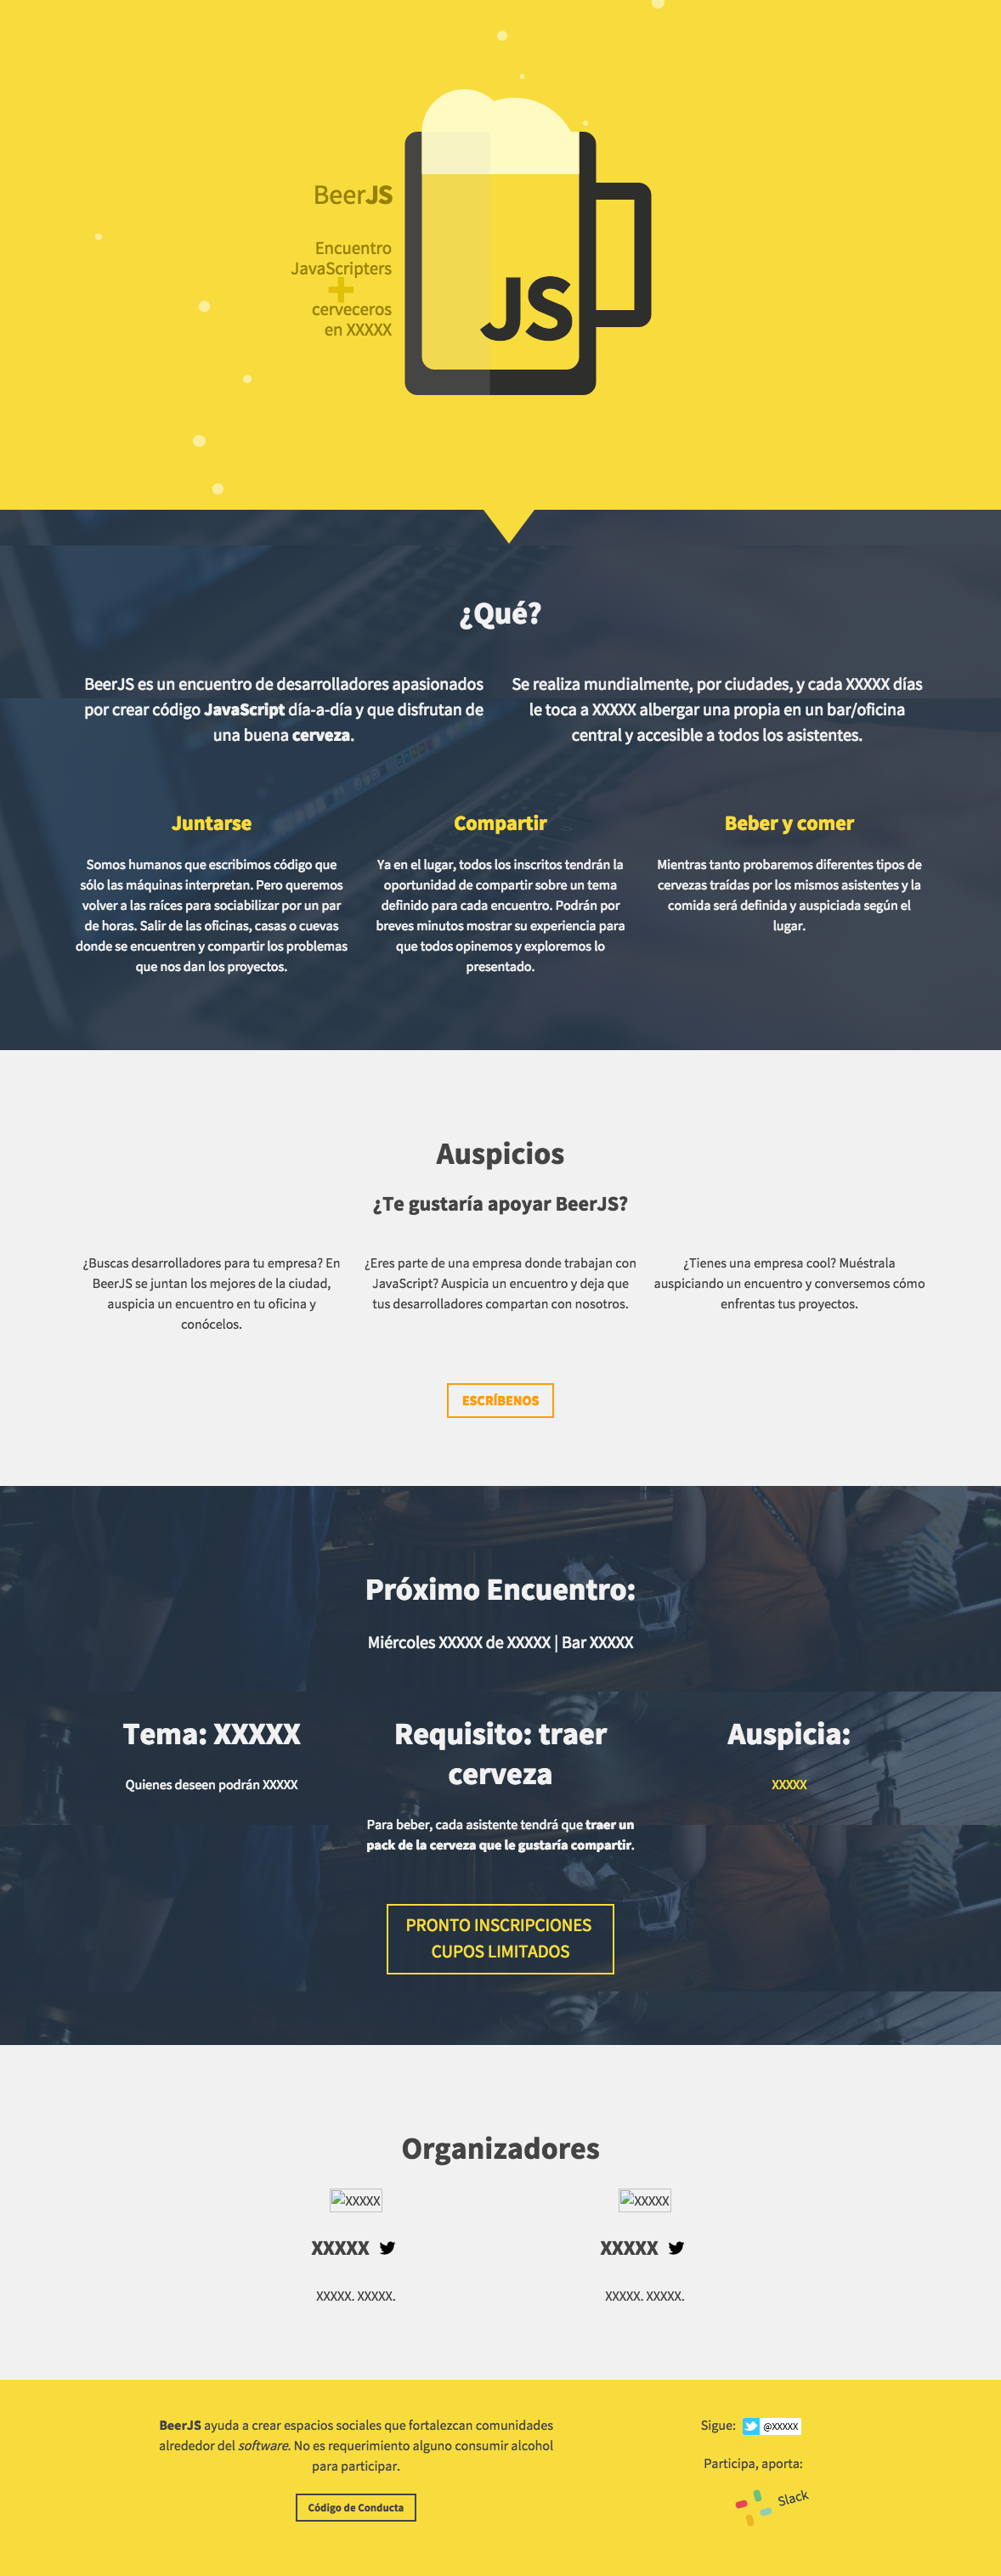 BeerJS
Encuentro
JavaScripters
+
cerveceros
en XXXXX
JS
¿Qué?
BeerJS es un encuentro de desarrolladores apasionados
por crear código JavaScript día-a-día y que disfrutan de
una buena cerveza.
Se realiza mundialmente, por ciudades, y cada XXXXX días
le toca a XXXXX albergar una propia en un bar/oficina
central y accesible a todos los asistentes.
Juntarse
Somos humanos que escribimos código que
sólo las máquinas interpretan. Pero queremos
volver a las raíces para sociabilizar por un par
de horas. Salir de las oficinas, casas o cuevas
donde se encuentren y compartir los problemas
que nos dan los proyectos.
Compartir
Ya en el lugar, todos los inscritos tendrán la
oportunidad de compartir sobre un tema
definido para cada encuentro. Podrán por
breves minutos mostrar su experiencia para
que todos opinemos y exploremos lo
presentado.
Beber y comer
Mientras tanto probaremos diferentes tipos de
cervezas traídas por los mismos asistentes y la
comida será definida y auspiciada según el
lugar.
Auspicios
¿Te gustaría apoyar BeerJS?
¿Buscas desarrolladores para tu empresa? En
BeerJS se juntan los mejores de la ciudad,
auspicia un encuentro en tu oficina y
conócelos.
¿Eres parte de una empresa donde trabajan con
JavaScript? Auspicia un encuentro y deja que
tus desarrolladores compartan con nosotros.
¿Tienes una empresa cool? Muéstrala
auspiciando un encuentro y conversemos cómo
enfrentas tus proyectos.
ESCRÍBENOS
Próximo Encuentro:
Miércoles XXXXX de XXXXX | Bar XXXXX
Tema: XXXXX
Quienes deseen podrán XXXXX
Requisito: traer
cerveza
Para beber, cada asistente tendrá que traer un
pack de la cerveza que le gustaría compartir.
Auspicia:
XXXXX
PRONTO INSCRIPCIONES
CUPOS LIMITADOS
Organizadores
XXXXX
XXXXX
XXXXX. XXXXX.
XXXXX
XXXXX
XXXXX. XXXXX.
BeerJS ayuda a crear espacios sociales que fortalezcan comunidades
alrededor del software. No es requerimiento alguno consumir alcohol
para participar.
Código de Conducta
Sigue: @XXXXX
Participa, aporta:
Slack